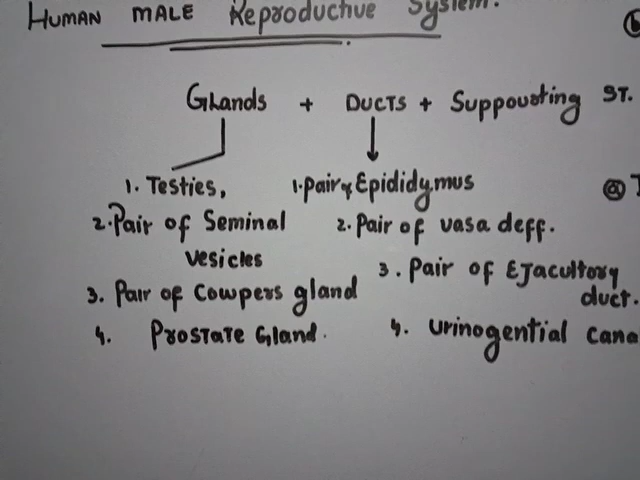 HUMAN MALE Reproductive System.
GLands + DUCTS + Suppousting ST.
1. Testies,
2. Pair of Seminal
vesicles
3. Pair of Cowpers gland
4. ProSTATE Gland.
1. pair of Epididymus
2. Pair of vasa deff.
3. Pair of EJacultory
duct.
4. urinogential Cana